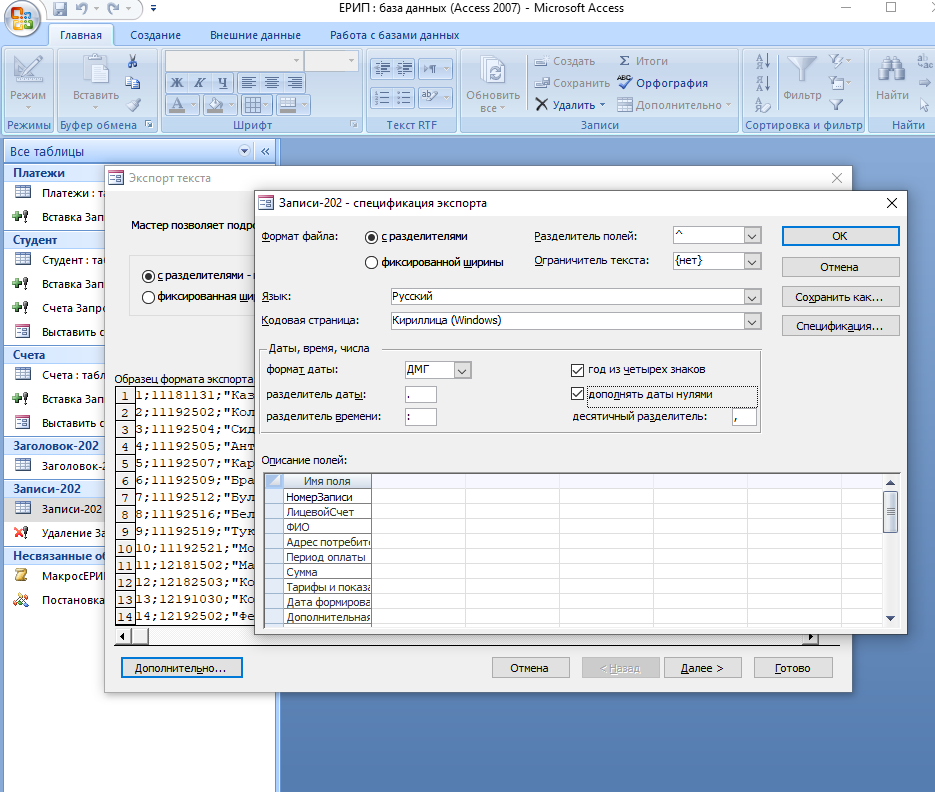 ЕРИП : база данных (Access 2007) - Microsoft Access
Главная Создание Внешние данные Работа с базами данных
Режим
Режимы
Вставить
Буфер обмена
Ж К Ч
Шрифт
Текст RTF
Обновить все
Создать
Сохранить
Удалить
Итоги
Орфография
Дополнительно
Записи
Фильтр
Сортировка и фильтр
Найти
Найти
Все таблицы
Платежи
Платежи : та
Вставка Зап
Студент
Студент : та
Вставка Зап
Счета Запр
Выставить с
Счета
Счета : табл
Вставка Зап
Выставить
Заголовок-202
Заголовок-2
Записи-202
Записи-202
Удаление За
Несвязанные об
МакросЕРИ
Постановка
Экспорт текста
Мастер позволяет подро
с разделителями -
фиксированная ши
Образец формата экспорта
1 1;11181131;"Каз
2 2;11192502;"Кол
3 3;11192504;"Сид
4 4;11192505;"Ант
5 5;11192507;"Кар
6 6;11192509;"Вра
7 7;11192512;"Бул
8 8;11192516;"Бел
9 9;11192519;"Тук
10 10;11192521;"Мо
11 11;12181502;"Ма
12 12;12182503;"Ко
13 13;12191030;"Ко
14 14;12192502;"Фе
Дополнительно...
Отмена
< Назад
Далее >
Готово
Записи-202 - спецификация экспорта
Формат файла:
с разделителями
фиксированной ширины
Разделитель полей: ^
Ограничитель текста: {нет}
OK
Отмена
Сохранить как...
Спецификация...
Язык: Русский
Кодовая страница: Кириллица (Windows)
Даты, время, числа
формат даты: ДМГ
разделитель даты: .
разделитель времени: :
год из четырех знаков
дополнять даты нулями
десятичный разделитель: ,
Описание полей:
Имя поля
НомерЗаписи
ЛицевойСчет
ФИО
Адрес потребит
Период оплаты
Сумма
Тарифы и показа
Дата формирова
Дополнительная